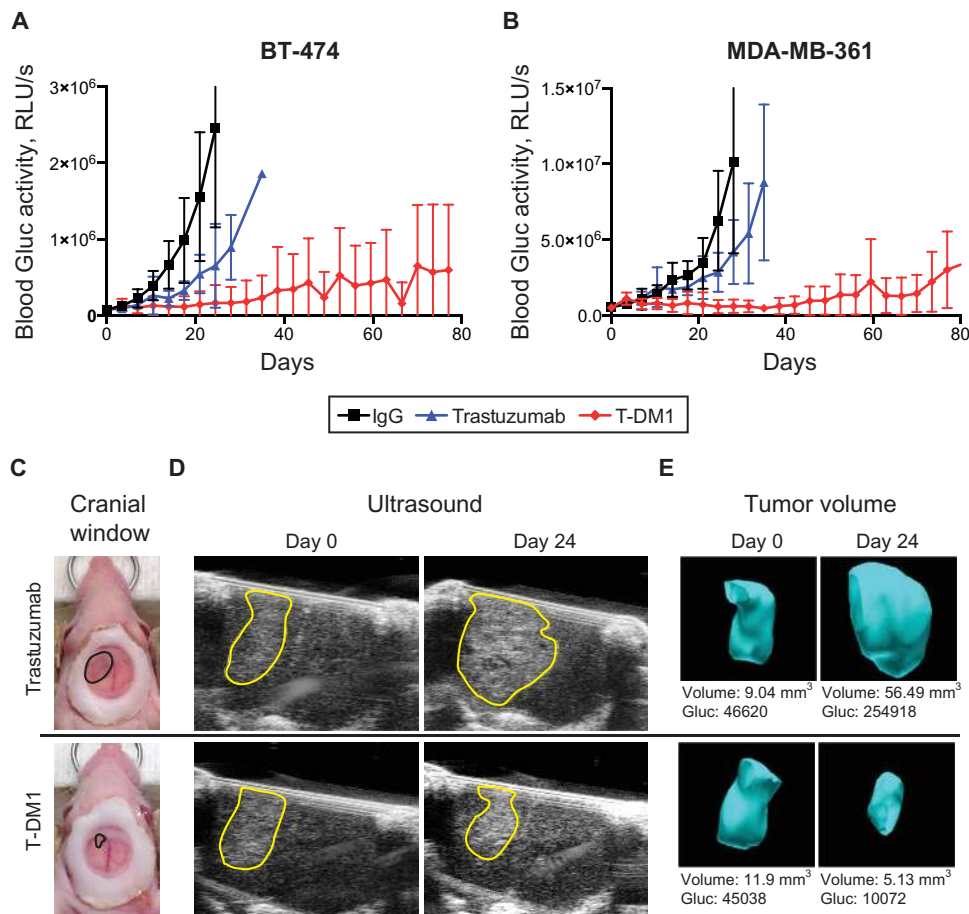 A
BT-474
Blood Gluc activity, RLU/s
3×10⁶
2×10⁶
1×10⁶
0
0 20 40 60 80
Days
B
MDA-MB-361
Blood Gluc activity, RLU/s
1.5×10⁷
1.0×10⁷
5.0×10⁶
0.0
0 20 40 60 80
Days
IgG Trastuzumab T-DM1
C
Cranial
window
D
Ultrasound
Day 0 Day 24
E
Tumor volume
Day 0 Day 24
Trastuzumab
Volume: 9.04 mm³
Gluc: 46620
Volume: 56.49 mm³
Gluc: 254918
T-DM1
Volume: 11.9 mm³
Gluc: 45038
Volume: 5.13 mm³
Gluc: 10072